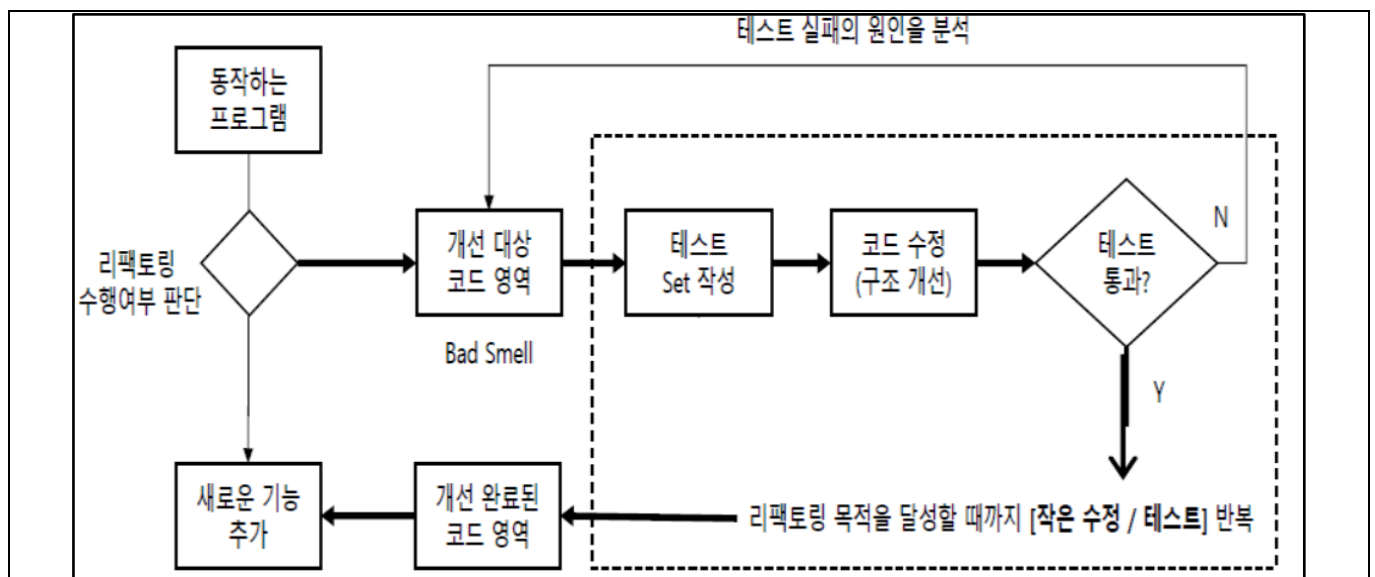 테스트 실패의 원인을 분석
동작하는
프로그램
리팩토링
수행여부 판단
개선 대상
코드 영역
Bad Smell
테스트
Set 작성
코드 수정
(구조 개선)
테스트
통과?
N
Y
새로운 기능
추가
개선 완료된
코드 영역
리팩토링 목적을 달성할 때까지 [작은 수정 / 테스트] 반복